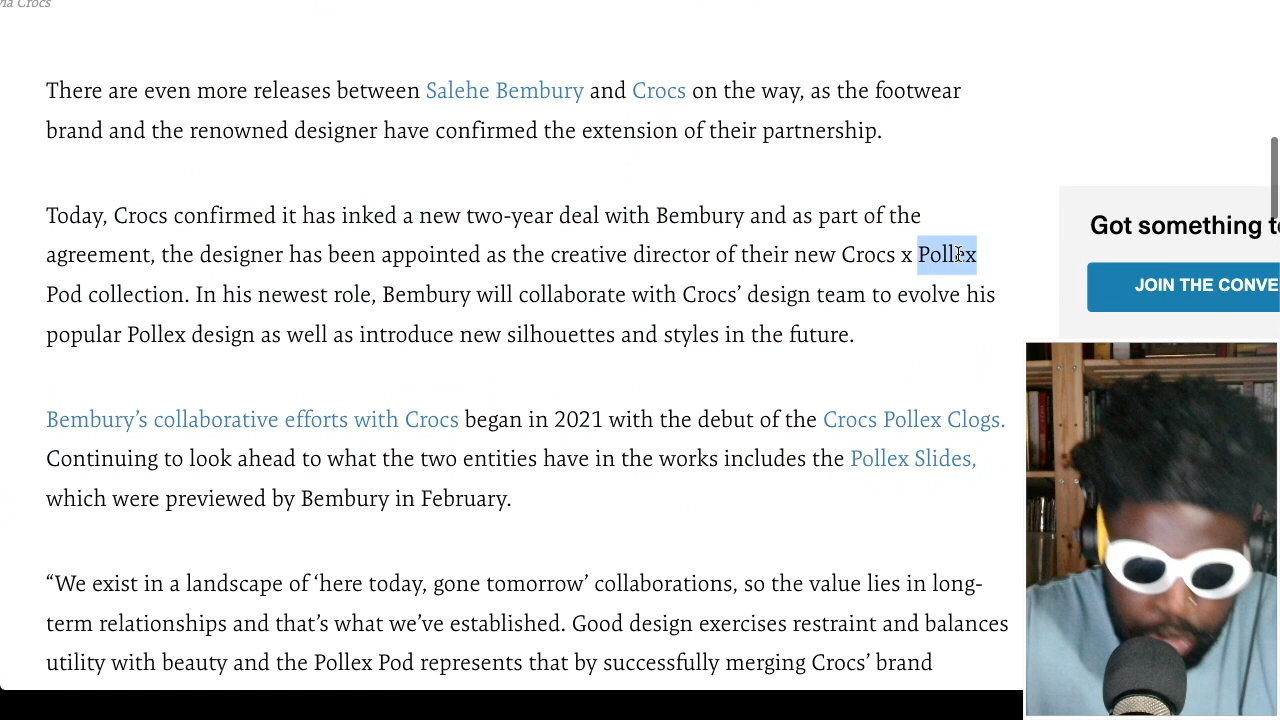 via Crocs
There are even more releases between Salehe Bembury and Crocs on the way, as the footwear
brand and the renowned designer have confirmed the extension of their partnership.
Today, Crocs confirmed it has inked a new two-year deal with Bembury and as part of the
agreement, the designer has been appointed as the creative director of their new Crocs x Pollex
Pod collection. In his newest role, Bembury will collaborate with Crocs’ design team to evolve his
popular Pollex design as well as introduce new silhouettes and styles in the future.
Bembury’s collaborative efforts with Crocs began in 2021 with the debut of the Crocs Pollex Clogs.
Continuing to look ahead to what the two entities have in the works includes the Pollex Slides,
which were previewed by Bembury in February.
“We exist in a landscape of ‘here today, gone tomorrow’ collaborations, so the value lies in long-
term relationships and that’s what we’ve established. Good design exercises restraint and balances
utility with beauty and the Pollex Pod represents that by successfully merging Crocs’ brand
Got something to
JOIN THE CONVE